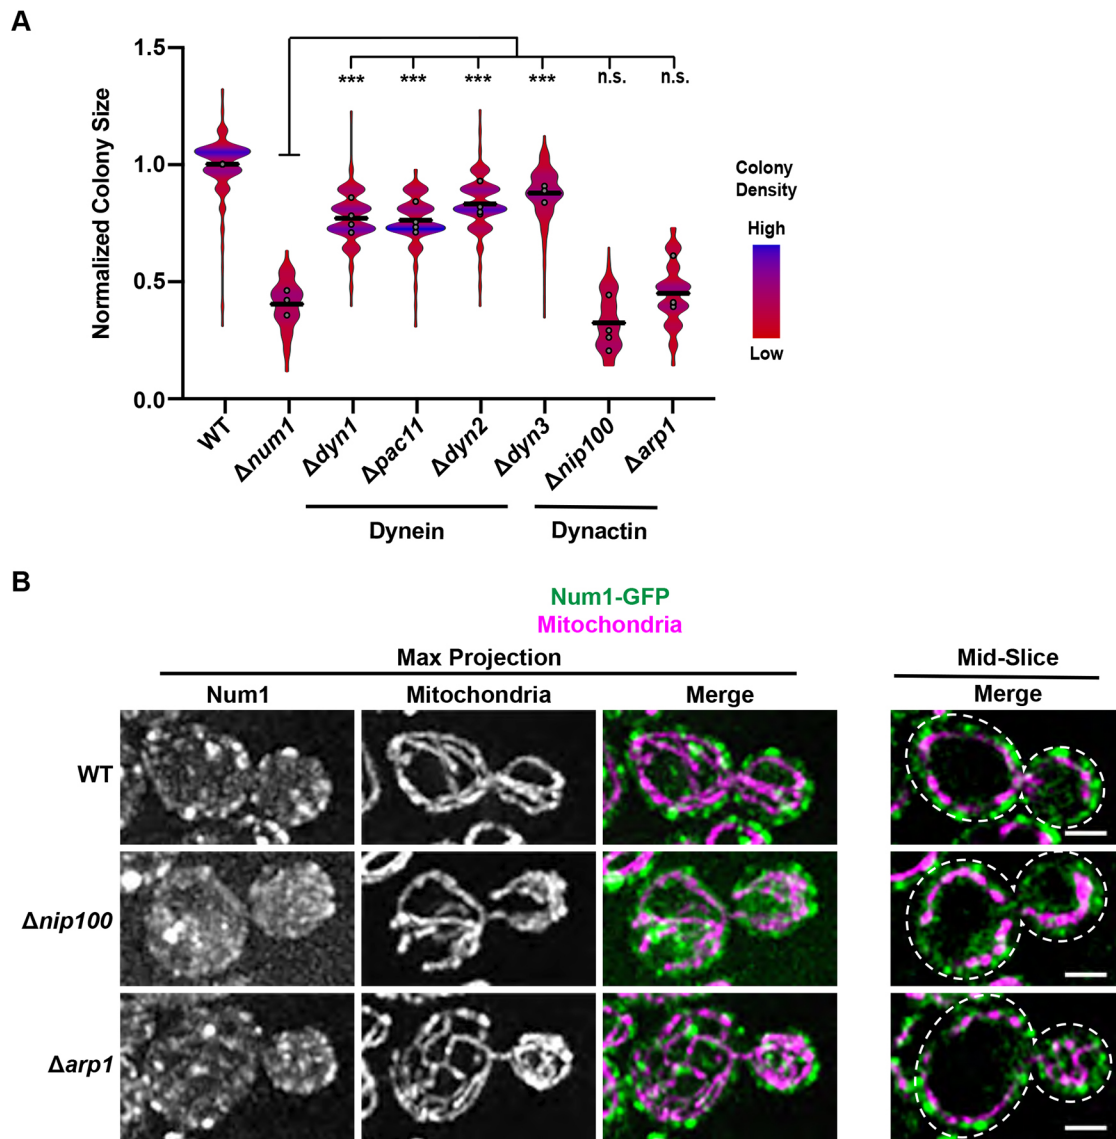 A
1.5
1.0
0.5
0.0
Normalized Colony Size
*** *** *** *** n.s. n.s.
Colony
Density
High
Low
WT Δnum1 Δdyn1 Δpac11 Δdyn2 Δdyn3 Δnip100 Δarp1
Dynein Dynactin
B
Num1-GFP
Mitochondria
Max Projection Mid-Slice
Num1 Mitochondria Merge Merge
WT
Δnip100
Δarp1